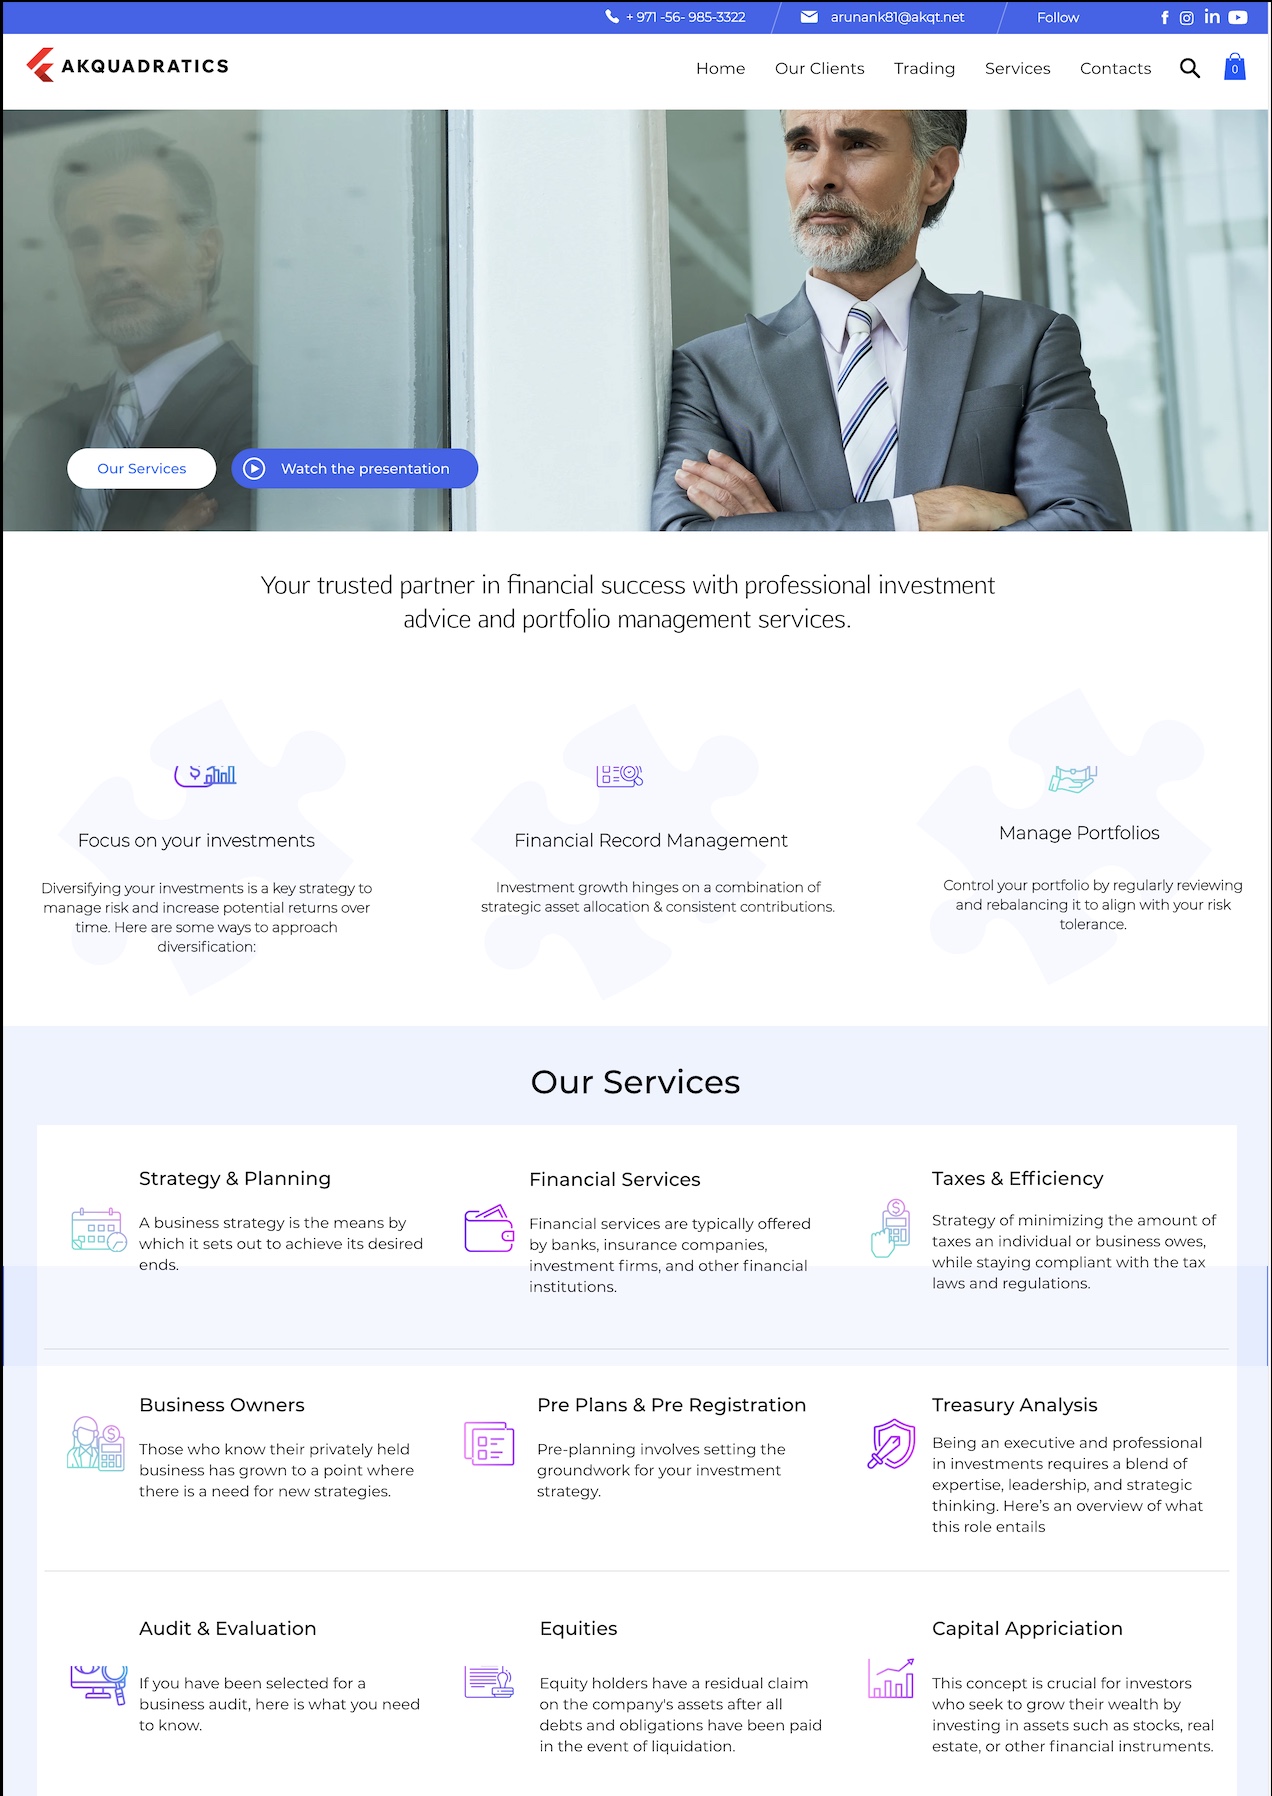 + 971 -56- 985-3322
arunank81@akqt.net
Follow
AKQUADRATICS
Home
Our Clients
Trading
Services
Contacts
0
Our Services
Watch the presentation
Your trusted partner in financial success with professional investment
advice and portfolio management services.
Focus on your investments
Diversifying your investments is a key strategy to
manage risk and increase potential returns over
time. Here are some ways to approach
diversification:
Financial Record Management
Investment growth hinges on a combination of
strategic asset allocation & consistent contributions.
Manage Portfolios
Control your portfolio by regularly reviewing
and rebalancing it to align with your risk
tolerance.
Our Services
Strategy & Planning
A business strategy is the means by
which it sets out to achieve its desired
ends.
Financial Services
Financial services are typically offered
by banks, insurance companies,
investment firms, and other financial
institutions.
Taxes & Efficiency
Strategy of minimizing the amount of
taxes an individual or business owes,
while staying compliant with the tax
laws and regulations.
Business Owners
Those who know their privately held
business has grown to a point where
there is a need for new strategies.
Pre Plans & Pre Registration
Pre-planning involves setting the
groundwork for your investment
strategy.
Treasury Analysis
Being an executive and professional
in investments requires a blend of
expertise, leadership, and strategic
thinking. Here's an overview of what
this role entails
Audit & Evaluation
If you have been selected for a
business audit, here is what you need
to know.
Equities
Equity holders have a residual claim
on the company's assets after all
debts and obligations have been paid
in the event of liquidation.
Capital Appriciation
This concept is crucial for investors
who seek to grow their wealth by
investing in assets such as stocks, real
estate, or other financial instruments.